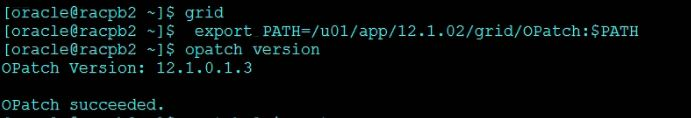 [oracle@racpb2 ~]$ grid
[oracle@racpb2 ~]$  export PATH=/u01/app/12.1.02/grid/OPatch:$PATH
[oracle@racpb2 ~]$ opatch version
OPatch Version: 12.1.0.1.3

OPatch succeeded.